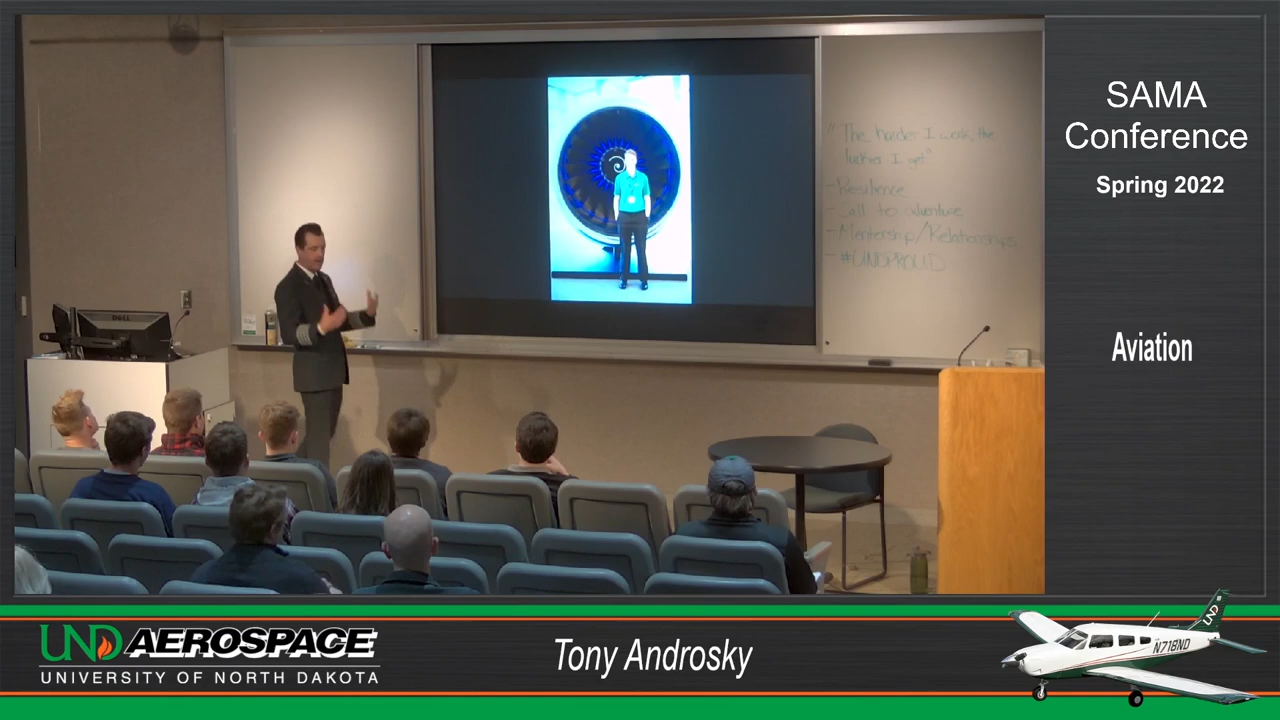 SAMA
Conference
Spring 2022
Aviation
DELL
"The harder I work, the
luckier I get"
- Resilience
- Call to adventure
- Mentorship/Relationships
- #UNDPROUD
UND AEROSPACE
UNIVERSITY OF NORTH DAKOTA
Tony Androsky
UND
N718ND